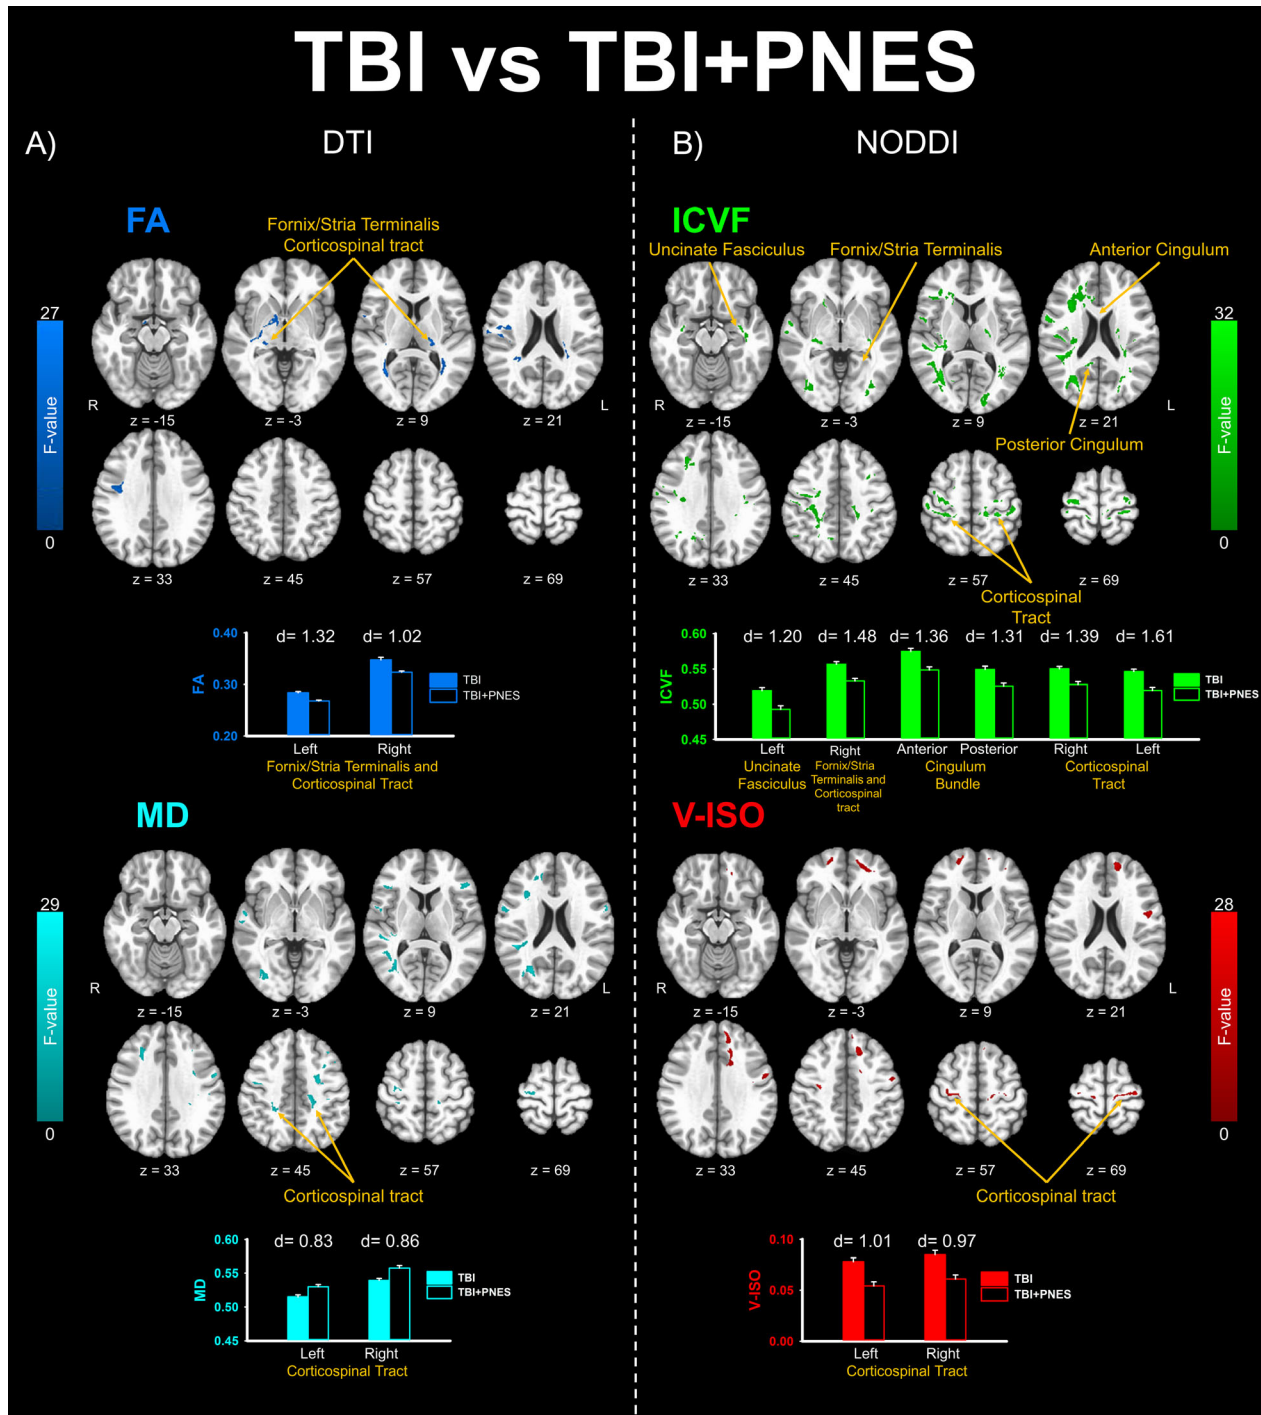 TBI vs TBI+PNES
A)
DTI
FA
Fornix/Stria Terminalis
Corticospinal tract
27
F-value
0
R
L
z = -15
z = -3
z = 9
z = 21
z = 33
z = 45
z = 57
z = 69
0.40
0.30
0.20
FA
d= 1.32
d= 1.02
TBI
TBI+PNES
Left
Right
Fornix/Stria Terminalis and
Corticospinal Tract
MD
29
F-value
0
R
L
z = -15
z = -3
z = 9
z = 21
z = 33
z = 45
z = 57
z = 69
Corticospinal tract
0.60
0.55
0.50
0.45
MD
d= 0.83
d= 0.86
TBI
TBI+PNES
Left
Right
Corticospinal Tract
B)
NODDI
ICVF
Uncinate Fasciculus
Fornix/Stria Terminalis
Anterior Cingulum
32
F-value
0
R
L
z = -15
z = -3
z = 9
z = 21
Posterior Cingulum
z = 33
z = 45
z = 57
z = 69
Corticospinal
Tract
0.60
0.55
0.50
0.45
ICVF
d= 1.20
d= 1.48
d= 1.36
d= 1.31
d= 1.39
d= 1.61
TBI
TBI+PNES
Left
Uncinate
Fasciculus
Right
Fornix/Stria
Terminalis and
Corticospinal
tract
Anterior
Posterior
Cingulum
Bundle
Right
Left
Corticospinal
Tract
V-ISO
28
F-value
0
R
L
z = -15
z = -3
z = 9
z = 21
z = 33
z = 45
z = 57
z = 69
Corticospinal tract
0.10
0.05
0.00
V-ISO
d= 1.01
d= 0.97
TBI
TBI+PNES
Left
Right
Corticospinal Tract